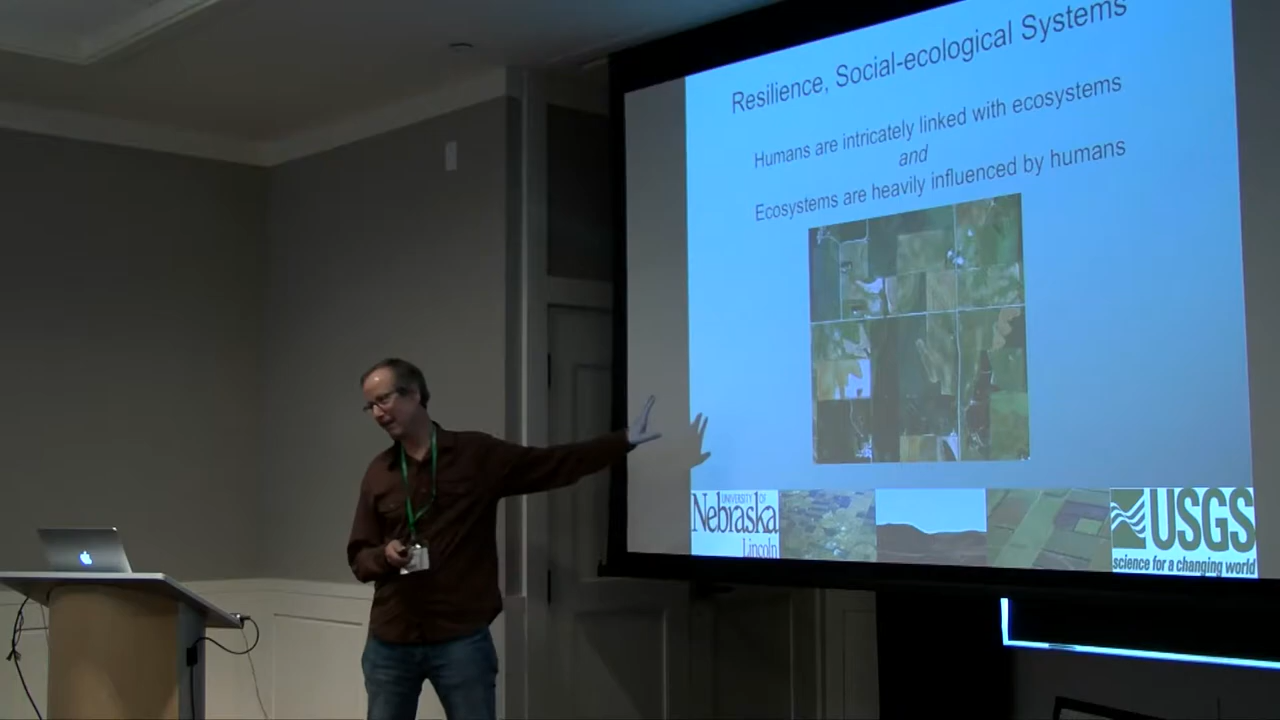 Resilience, Social-ecological Systems
Humans are intricately linked with ecosystems
and
Ecosystems are heavily influenced by humans
UNIVERSITY OF
Nebraska
Lincoln
USGS
science for a changing world